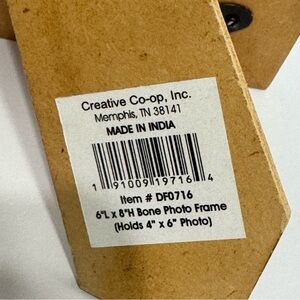 Creative Co-op, Inc.
Memphis, TN 38141
MADE IN INDIA
1 91009 19716 4
Item # DF0716
6"L x 8"H Bone Photo Frame
(Holds 4" x 6" Photo)